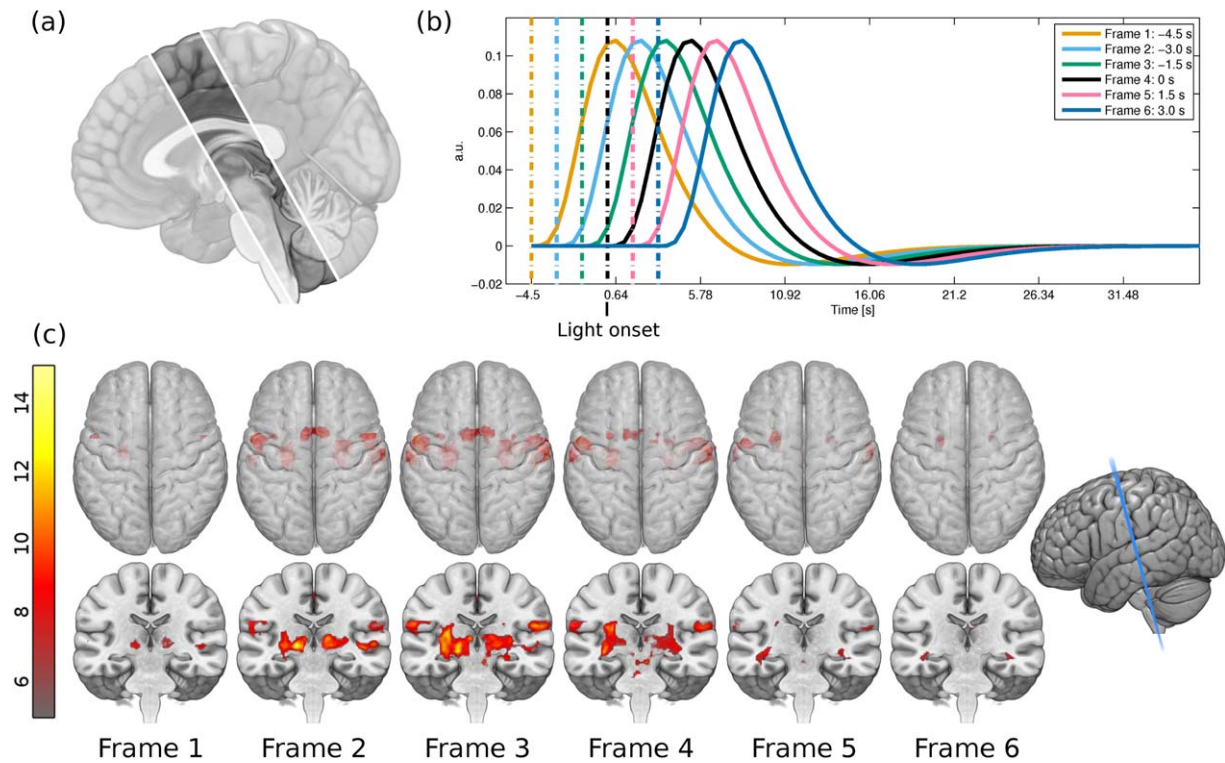 (a)
(b)
0.1
0.08
0.06
0.04
0.02
0
−0.02
a.u.
−4.5 0.64 5.78 10.92 16.06 21.2 26.34 31.48
Time [s]
Light onset
Frame 1: −4.5 s
Frame 2: −3.0 s
Frame 3: −1.5 s
Frame 4: 0 s
Frame 5: 1.5 s
Frame 6: 3.0 s
(c)
14
12
10
8
6
Frame 1 Frame 2 Frame 3 Frame 4 Frame 5 Frame 6